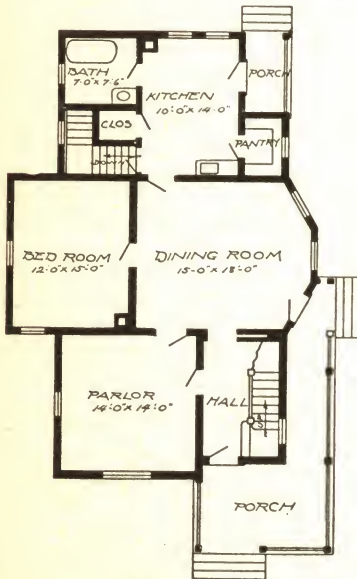 BATH
7'-0" X 7'-6"
PORCH
KITCHEN
10'-0" X 14'-0"
CLOS
PANTRY
DOWN
BED ROOM
12'-0" X 15'-0"
DINING ROOM
15'-0" X 18'-0"
PARLOR
14'-0" X 14'-0"
HALL
PORCH